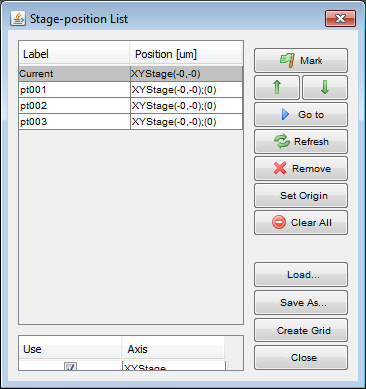 Stage-position List
Label Position [um]
Current XYStage(-0,-0)
pt001 XYStage(-0,-0);(0)
pt002 XYStage(-0,-0);(0)
pt003 XYStage(-0,-0);(0)
Mark
Go to
Refresh
Remove
Set Origin
Clear All
Load...
Save As...
Create Grid
Close
Use Axis
XYStage